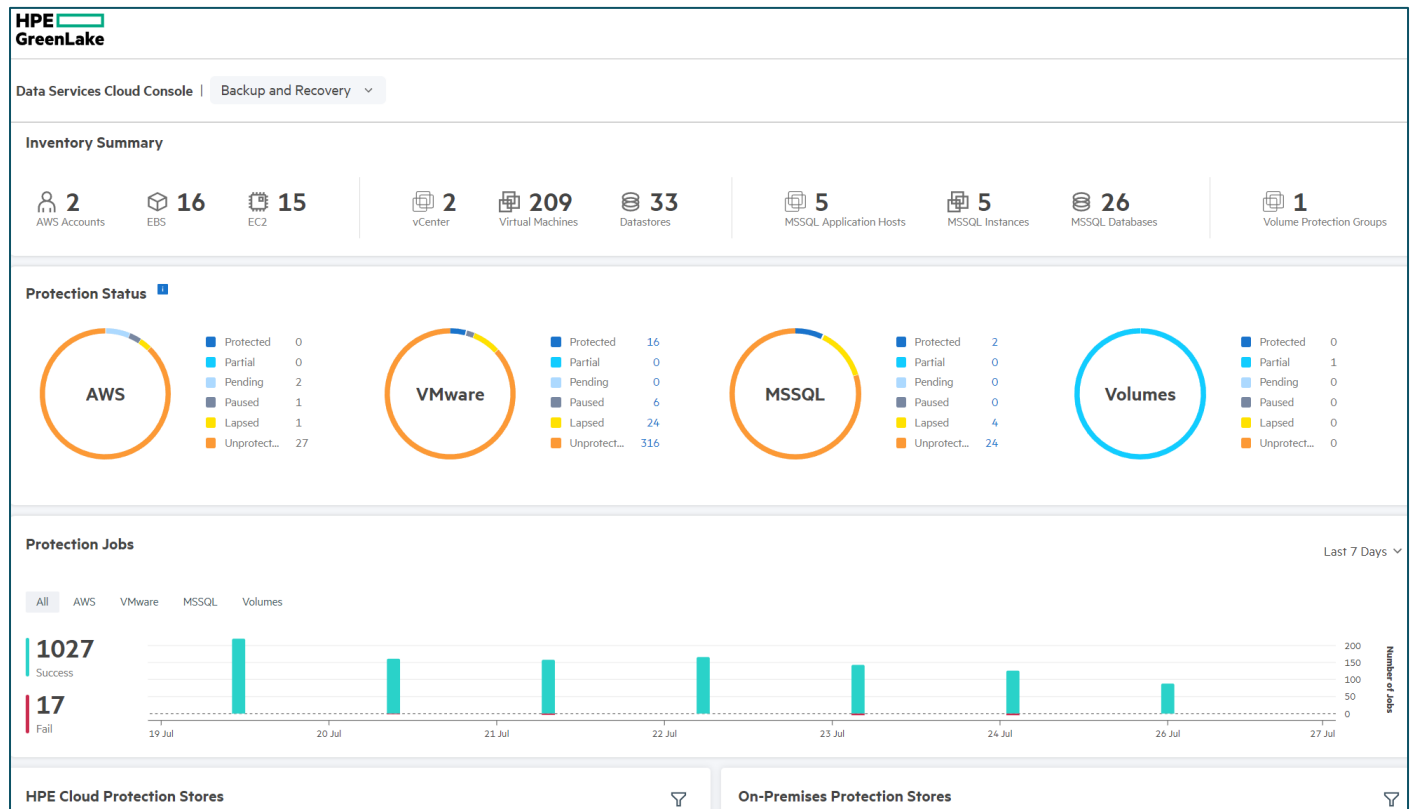 HPE
GreenLake
Data Services Cloud Console | Backup and Recovery
Inventory Summary
2 16 15 2 209 33 5 5 26 1
AWS Accounts EBS EC2 vCenter Virtual Machines Datastores MSSQL Application Hosts MSSQL Instances MSSQL Databases Volume Protection Groups
Protection Status i
AWS
Protected 0
Partial 0
Pending 2
Paused 1
Lapsed 1
Unprotect... 27
VMware
Protected 16
Partial 0
Pending 0
Paused 6
Lapsed 24
Unprotect... 316
MSSQL
Protected 2
Partial 0
Pending 0
Paused 0
Lapsed 4
Unprotect... 24
Volumes
Protected 0
Partial 1
Pending 0
Paused 0
Lapsed 0
Unprotect... 0
Protection Jobs
Last 7 Days
All AWS VMware MSSQL Volumes
1027
Success
17
Fail
200
150
100
50
0
Number of Jobs
19 Jul 20 Jul 21 Jul 22 Jul 23 Jul 24 Jul 26 Jul 27 Jul
HPE Cloud Protection Stores
On-Premises Protection Stores